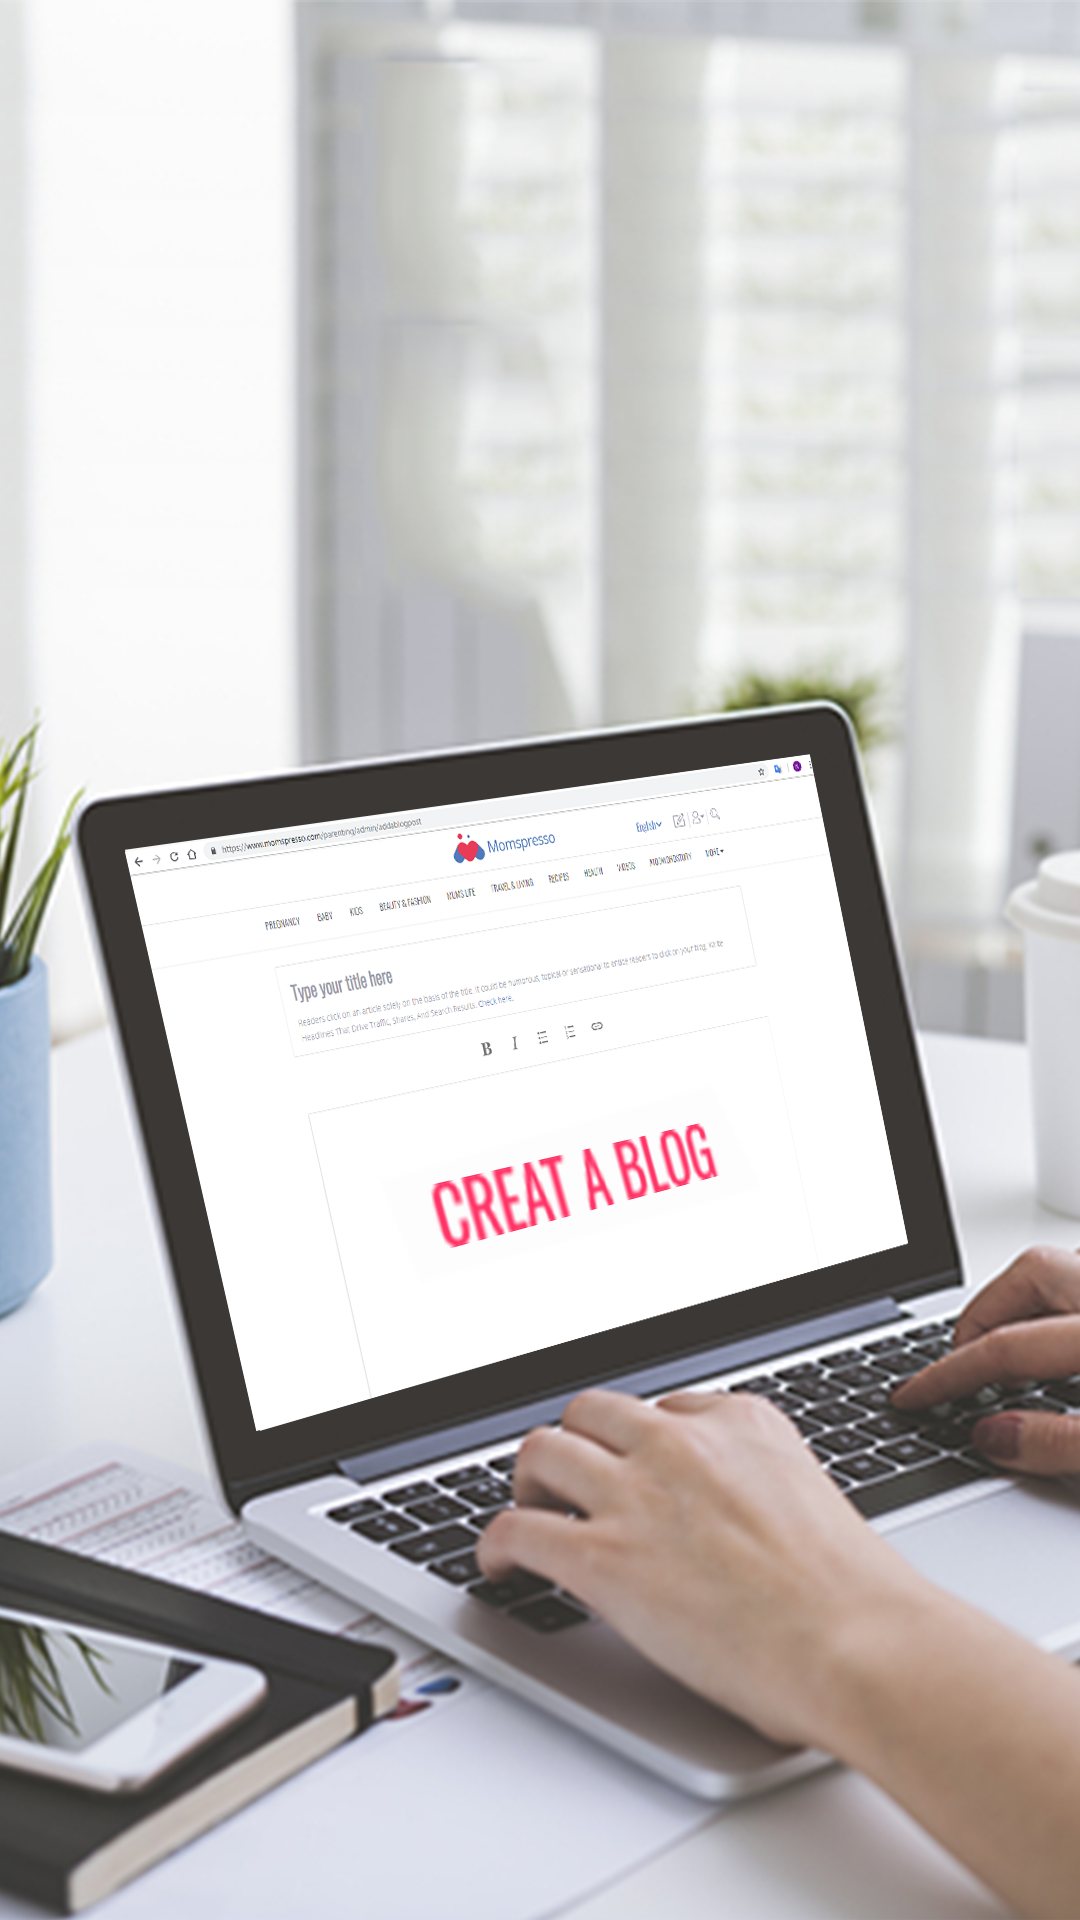 https://www.momspresso.com/parenting/admin/addablogpost
Momspresso
English
PREGNANCY BABY KIDS BEAUTY & FASHION MUMS LIFE TRAVEL & LIVING RECIPES HEALTH VIDEOS MORE
Type your title here
Readers click on an article solely on the basis of the title. It could be humorous, topical or sensational to entice readers to click on your blog.
Headlines That Drive Traffic, Shares, And Search Results. Check here.
B I
CREAT A BLOG